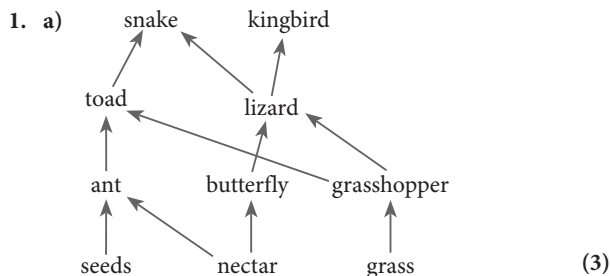 1. a) snake kingbird
toad lizard
ant butterfly grasshopper
seeds nectar grass (3)